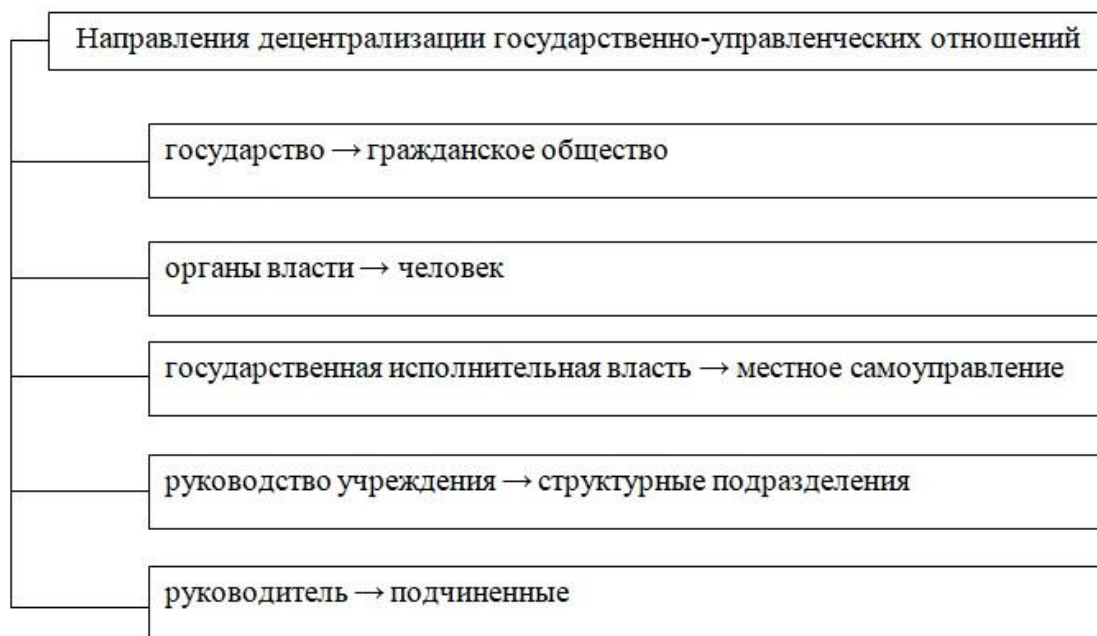 Направления децентрализации государственно-управленческих отношений
государство → гражданское общество
органы власти → человек
государственная исполнительная власть → местное самоуправление
руководство учреждения → структурные подразделения
руководитель → подчиненные